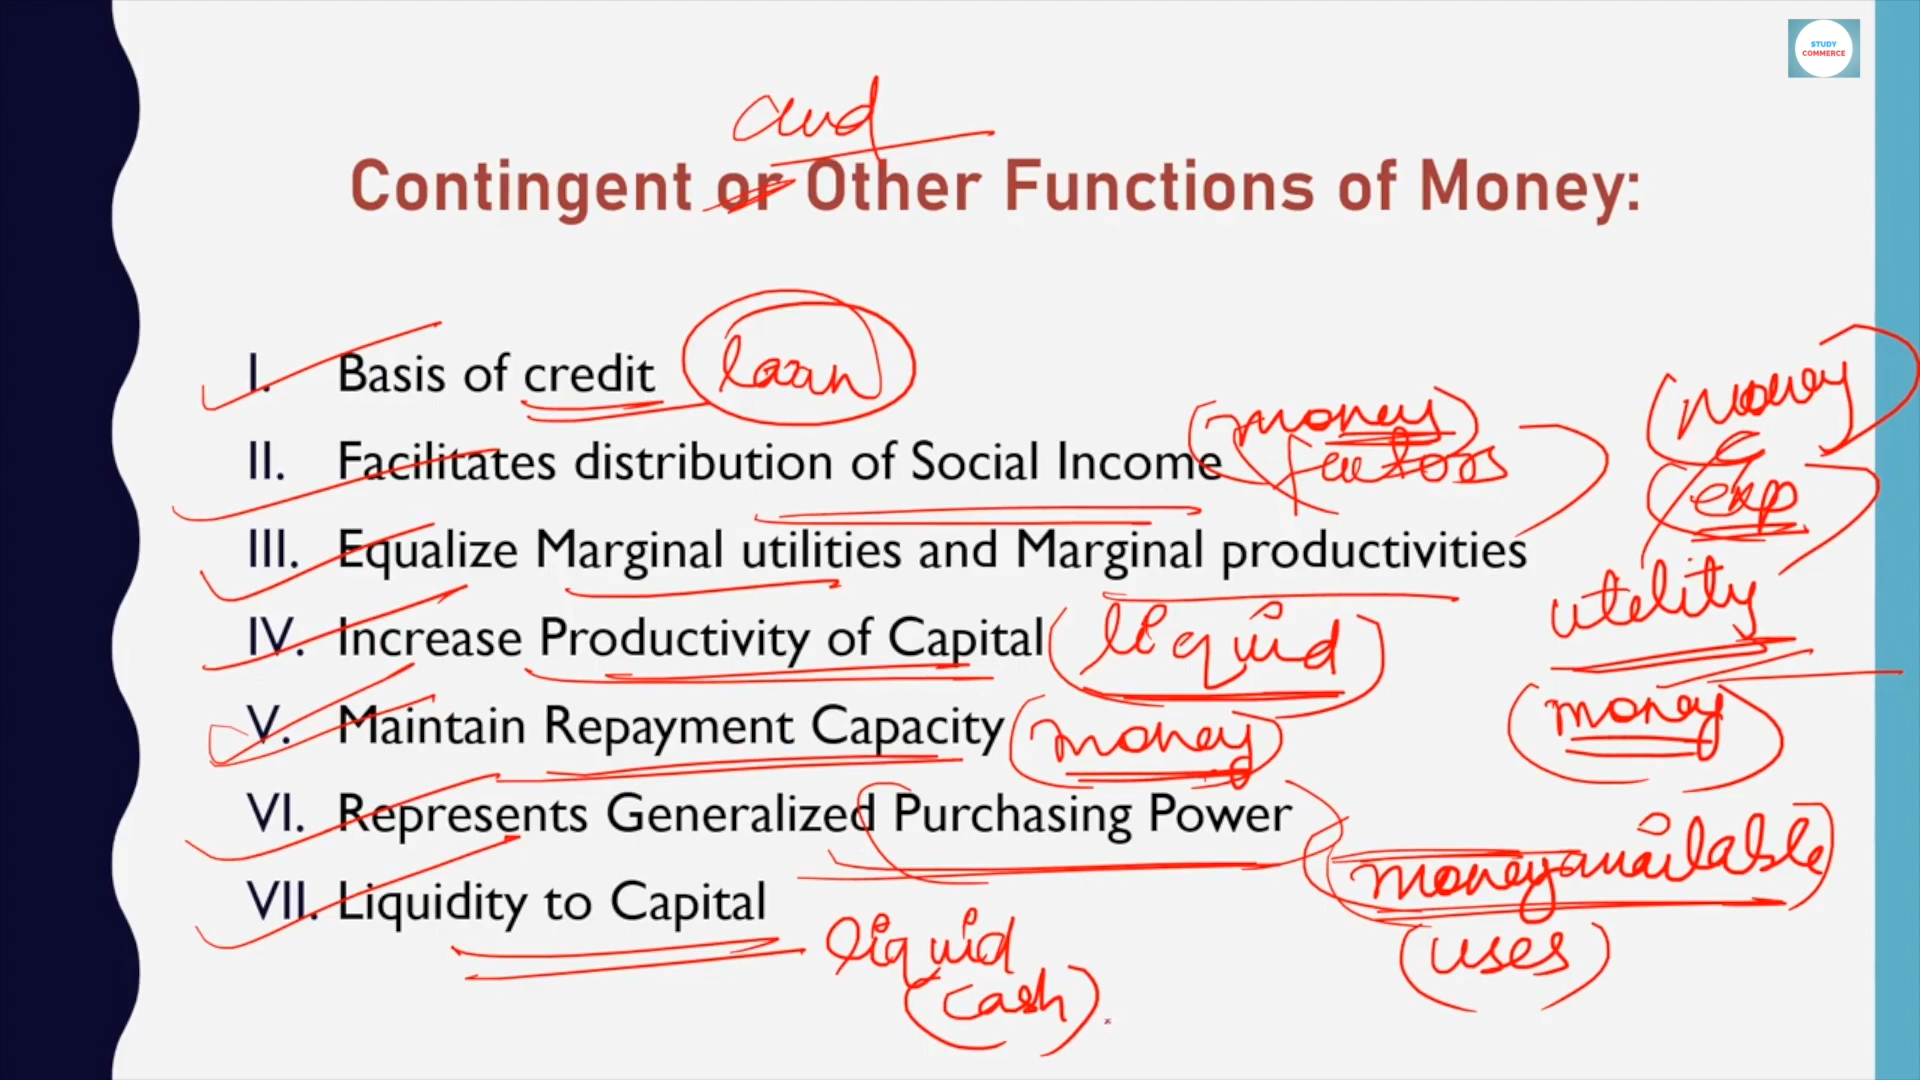 STUDY
COMMERCE
and
Contingent or Other Functions of Money:
I. Basis of credit loan
money
II. Facilitates distribution of Social Income factors
III. Equalize Marginal utilities and Marginal productivities
money
exp
utility
money
IV. Increase Productivity of Capital liquid
V. Maintain Repayment Capacity money
VI. Represents Generalized Purchasing Power
money available
uses
VII. Liquidity to Capital
liquid
cash